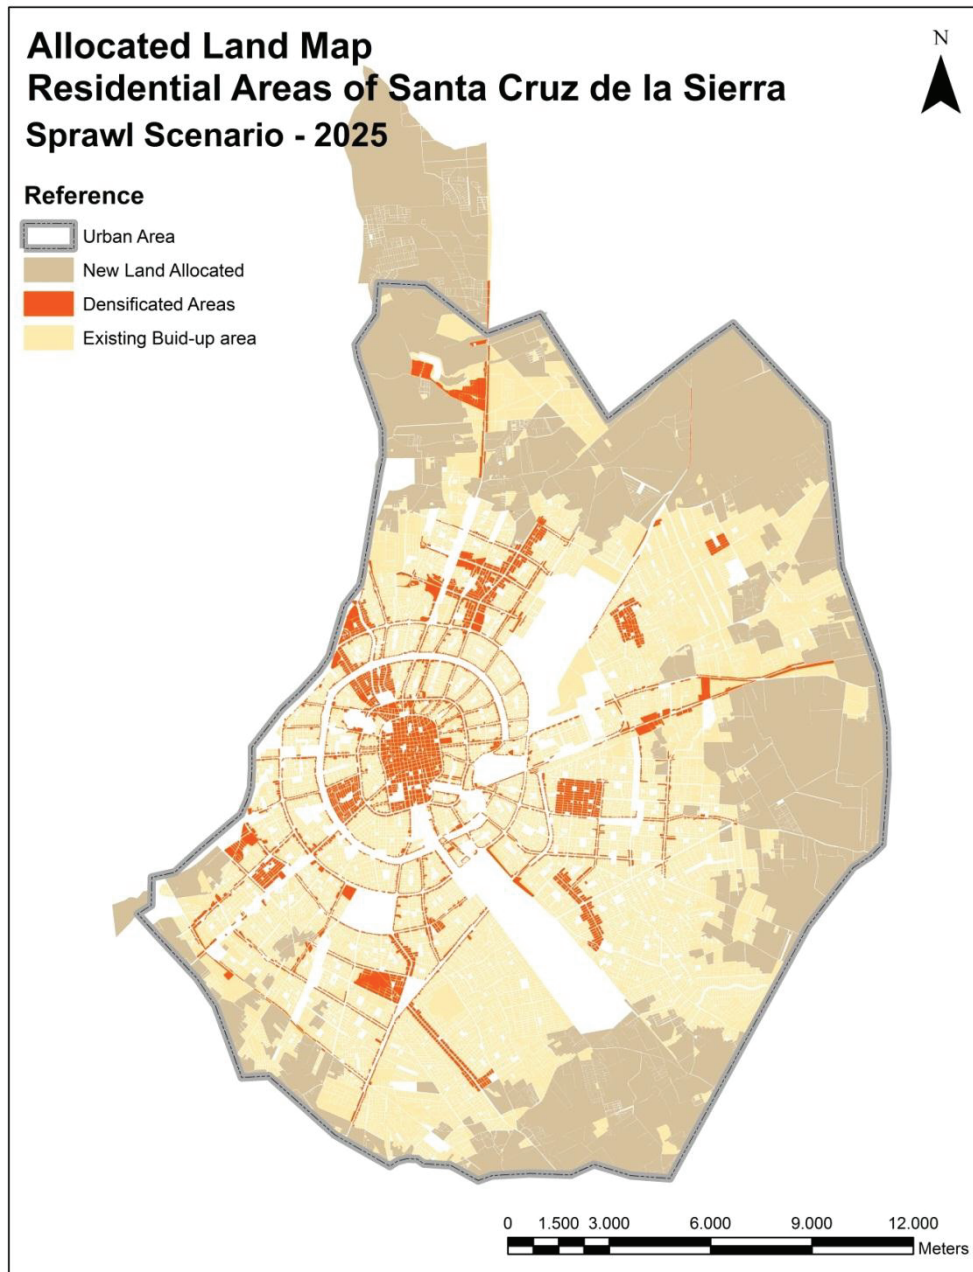 Allocated Land Map
Residential Areas of Santa Cruz de la Sierra
Sprawl Scenario - 2025
N
Reference
Urban Area
New Land Allocated
Densificated Areas
Existing Buid-up area
0 1.500 3.000 6.000 9.000 12.000
Meters